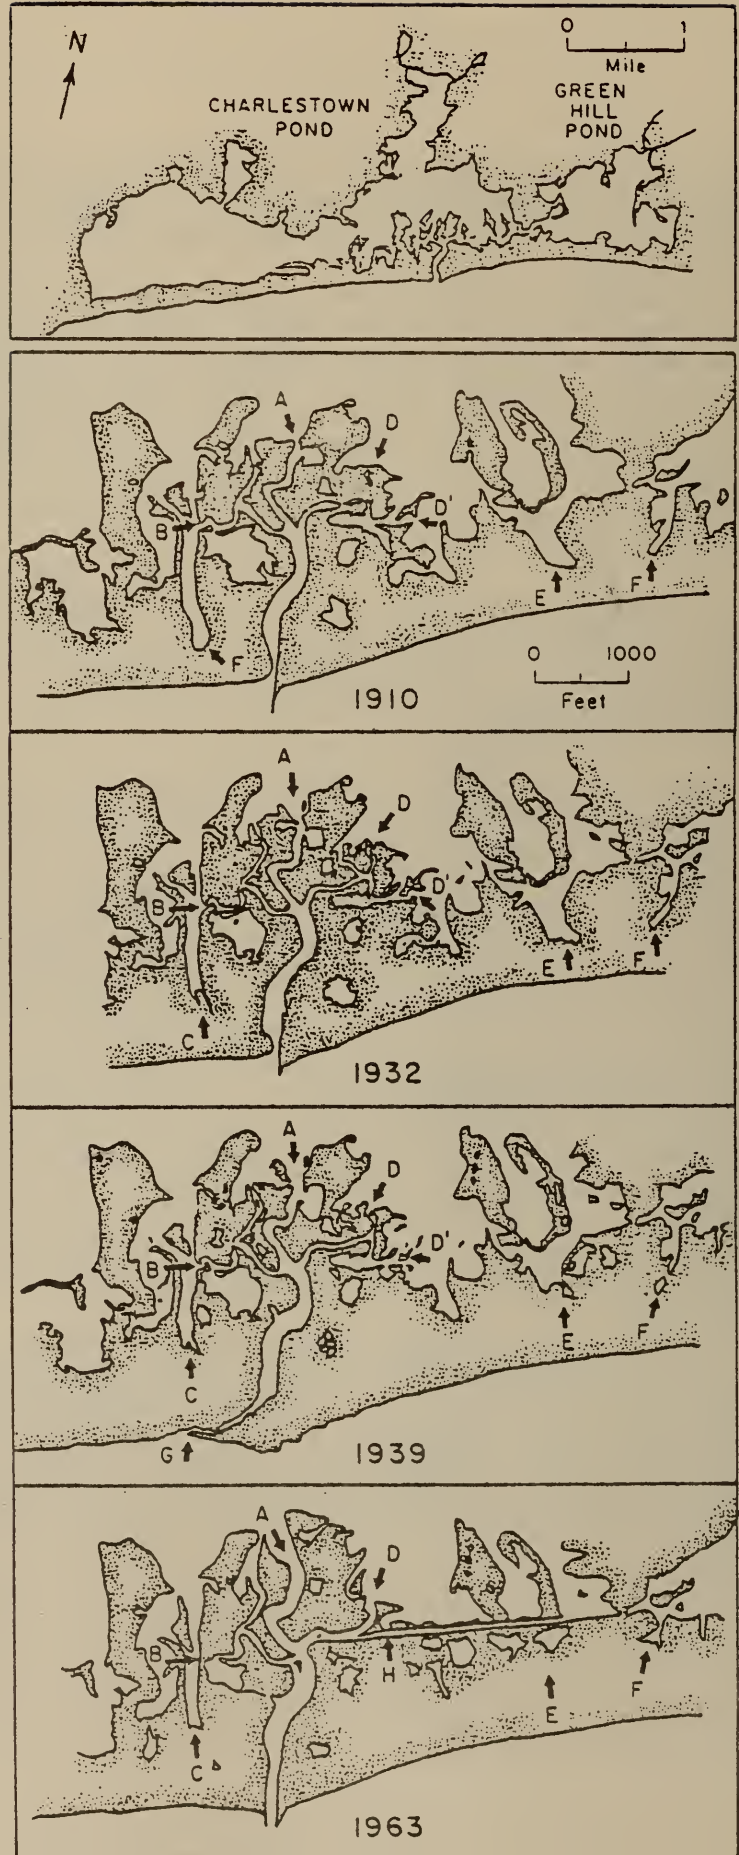 N
0 1
Mile
CHARLESTOWN
POND
GREEN
HILL
POND
A
D
B
D'
E
F
F
0 1000
Feet
1910
A
D
B
D'
E
F
C
1932
A
D
B
D'
E
F
C
G
1939
A
D
B
H
F
E
C
1963